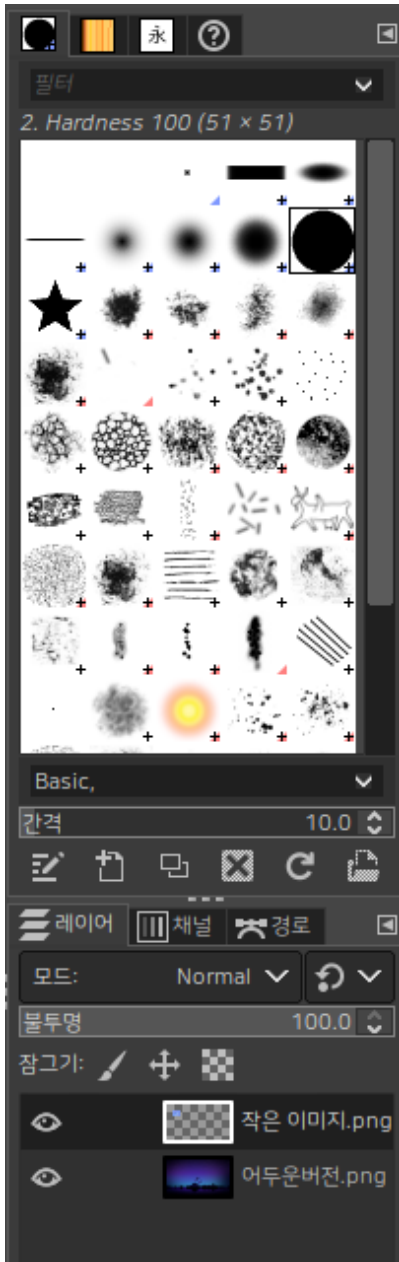 永
필터
2. Hardness 100 (51 × 51)
Basic,
간격 10.0
레이어 채널 경로
모드: Normal
불투명 100.0
잠그기:
작은 이미지.png
어두운버전.png